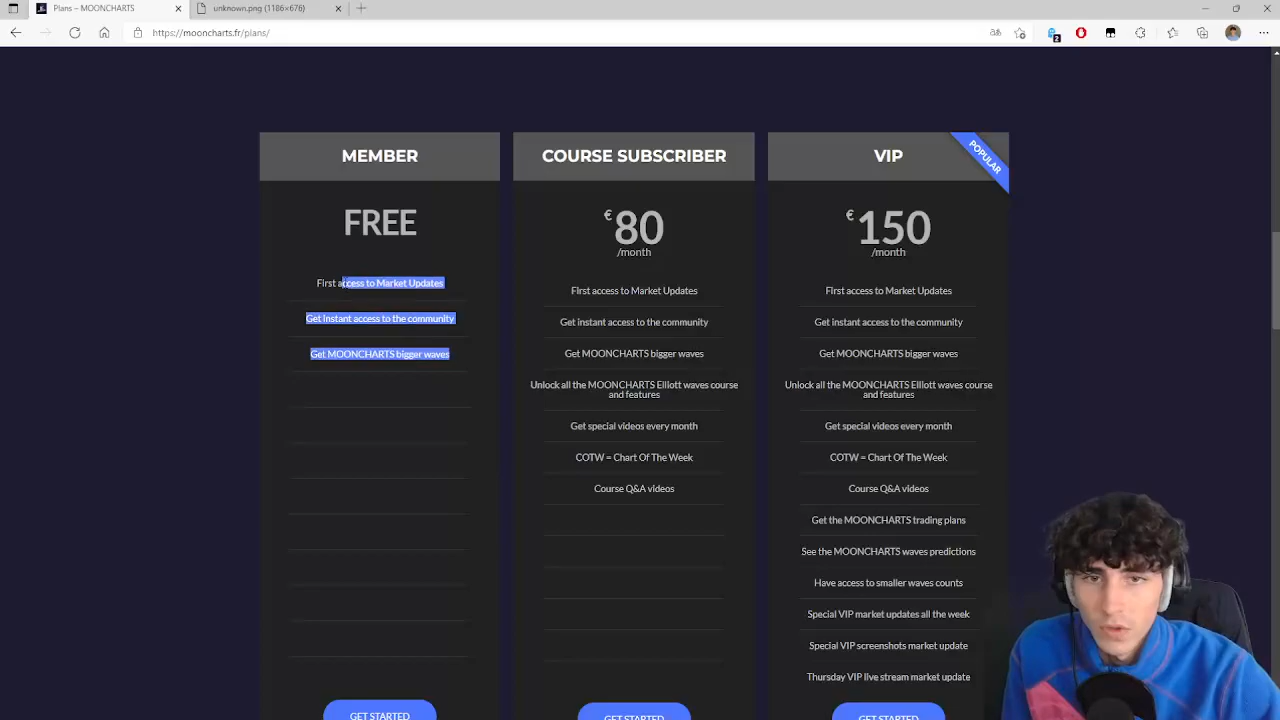 Plans – MOONCHARTS
unknown.png (1186×676)
https://mooncharts.fr/plans/
2
MEMBER
FREE
First access to Market Updates
Get instant access to the community
Get MOONCHARTS bigger waves
GET STARTED
COURSE SUBSCRIBER
€80
/month
First access to Market Updates
Get instant access to the community
Get MOONCHARTS bigger waves
Unlock all the MOONCHARTS Elliott waves course
and features
Get special videos every month
COTW = Chart Of The Week
Course Q&A videos
GET STARTED
VIP
POPULAR
€150
/month
First access to Market Updates
Get instant access to the community
Get MOONCHARTS bigger waves
Unlock all the MOONCHARTS Elliott waves course
and features
Get special videos every month
COTW = Chart Of The Week
Course Q&A videos
Get the MOONCHARTS trading plans
See the MOONCHARTS waves predictions
Have access to smaller waves counts
Special VIP market updates all the week
Special VIP screenshots market update
Thursday VIP live stream market update
GET STARTED